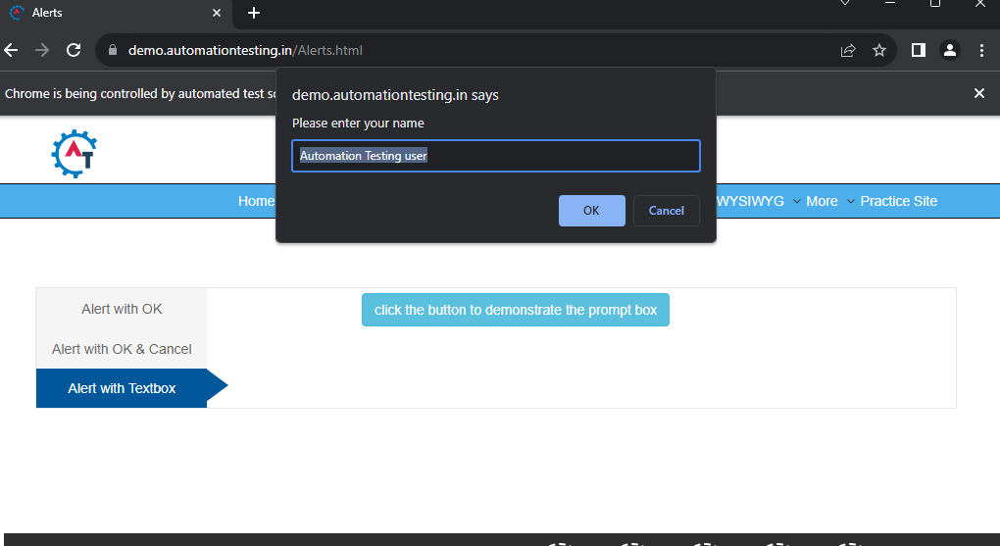 Alerts
demo.automationtesting.in/Alerts.html
Chrome is being controlled by automated test
demo.automationtesting.in says
Please enter your name
Automation Testing user
OK Cancel
Home WYSIWYG More Practice Site
Alert with OK
click the button to demonstrate the prompt box
Alert with OK & Cancel
Alert with Textbox